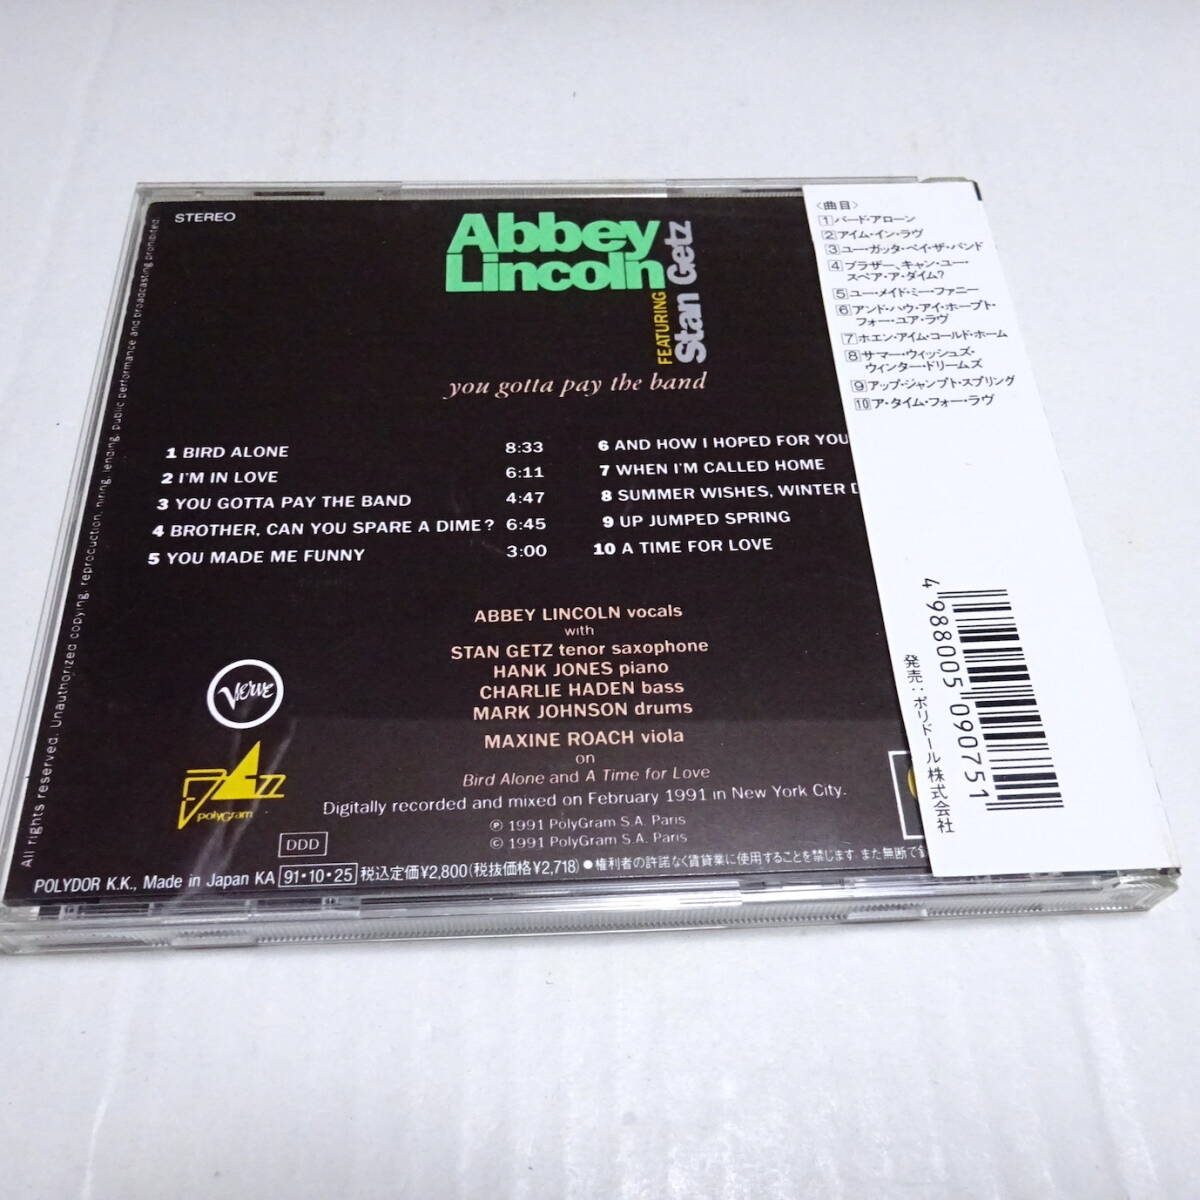 STEREO
Abbey
Lincoln
FEATURING
Stan Getz
you gotta pay the band
1 BIRD ALONE 8:33
2 I'M IN LOVE 6:11
3 YOU GOTTA PAY THE BAND 4:47
4 BROTHER, CAN YOU SPARE A DIME? 6:45
5 YOU MADE ME FUNNY 3:00
6 AND HOW I HOPED FOR YOU
7 WHEN I'M CALLED HOME
8 SUMMER WISHES, WINTER D
9 UP JUMPED SPRING
10 A TIME FOR LOVE
ABBEY LINCOLN vocals
with
STAN GETZ tenor saxophone
HANK JONES piano
CHARLIE HADEN bass
MARK JOHNSON drums
MAXINE ROACH viola
on
Bird Alone and A Time for Love
Digitally recorded and mixed on February 1991 in New York City.
℗ 1991 PolyGram S.A. Paris
© 1991 PolyGram S.A. Paris
VERVE
JAZZ
polyGram
DDD
POLYDOR K.K., Made in Japan KA 91・10・25 税込定価¥2,800(税抜価格¥2,718) ●権利者の許諾なく賃貸業に使用することを禁じます。また無断で
All rights reserved. Unauthorized copying, reproduction, hiring, lending, public performance and broadcasting prohibited.
〈曲目〉
1 バード・アローン
2 アイム・イン・ラヴ
3 ユー・ガッタ・ペイ・ザ・バンド
4 ブラザー、キャン・ユー・
スペア・ア・ダイム?
5 ユー・メイド・ミー・ファニー
6 アンド・ハウ・アイ・ホープト・
フォー・ユア・ラヴ
7 ホエン・アイム・コールド・ホーム
8 サマー・ウィッシュズ・
ウィンター・ドリームズ
9 アップ・ジャンプト・スプリング
10 ア・タイム・フォー・ラヴ
4 988005 090751
発売:ポリドール株式会社